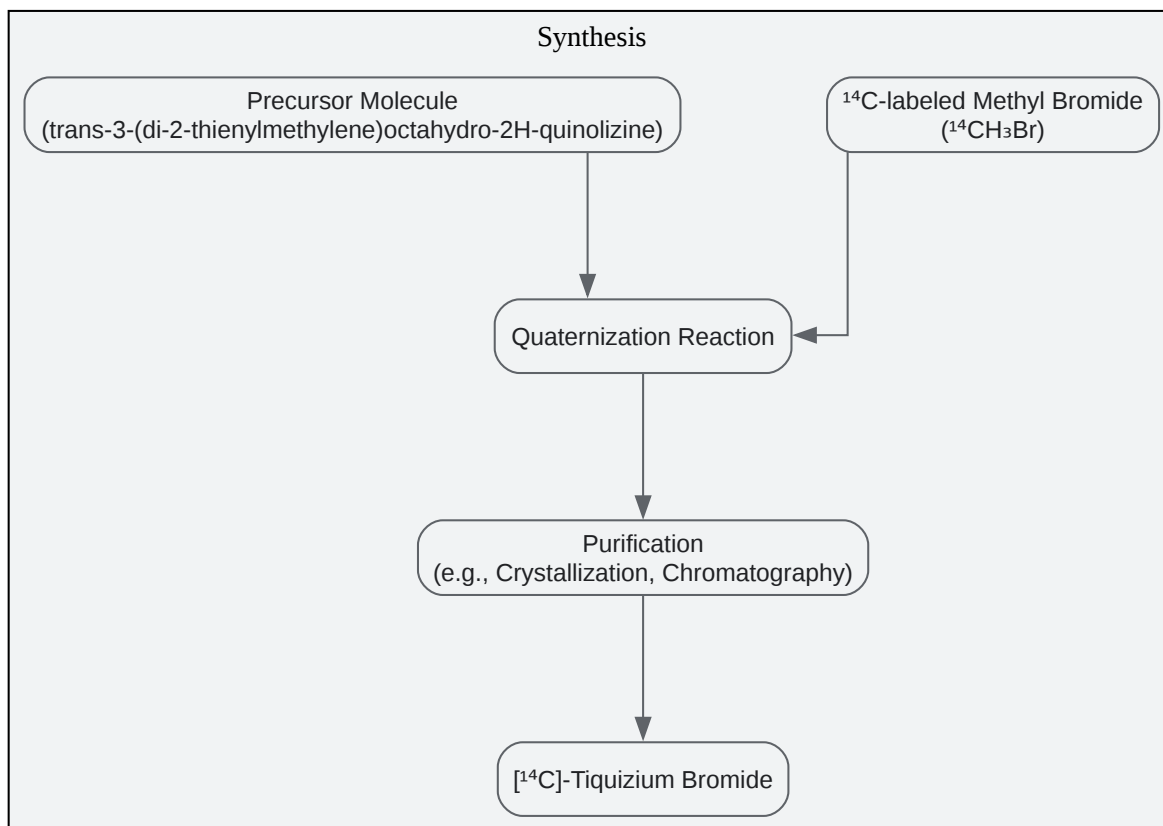 Synthesis
Precursor Molecule
(trans-3-(di-2-thienylmethylene)octahydro-2H-quinolizine)
¹⁴C-labeled Methyl Bromide
(¹⁴CH₃Br)
Quaternization Reaction
Purification
(e.g., Crystallization, Chromatography)
[¹⁴C]-Tiquizium Bromide